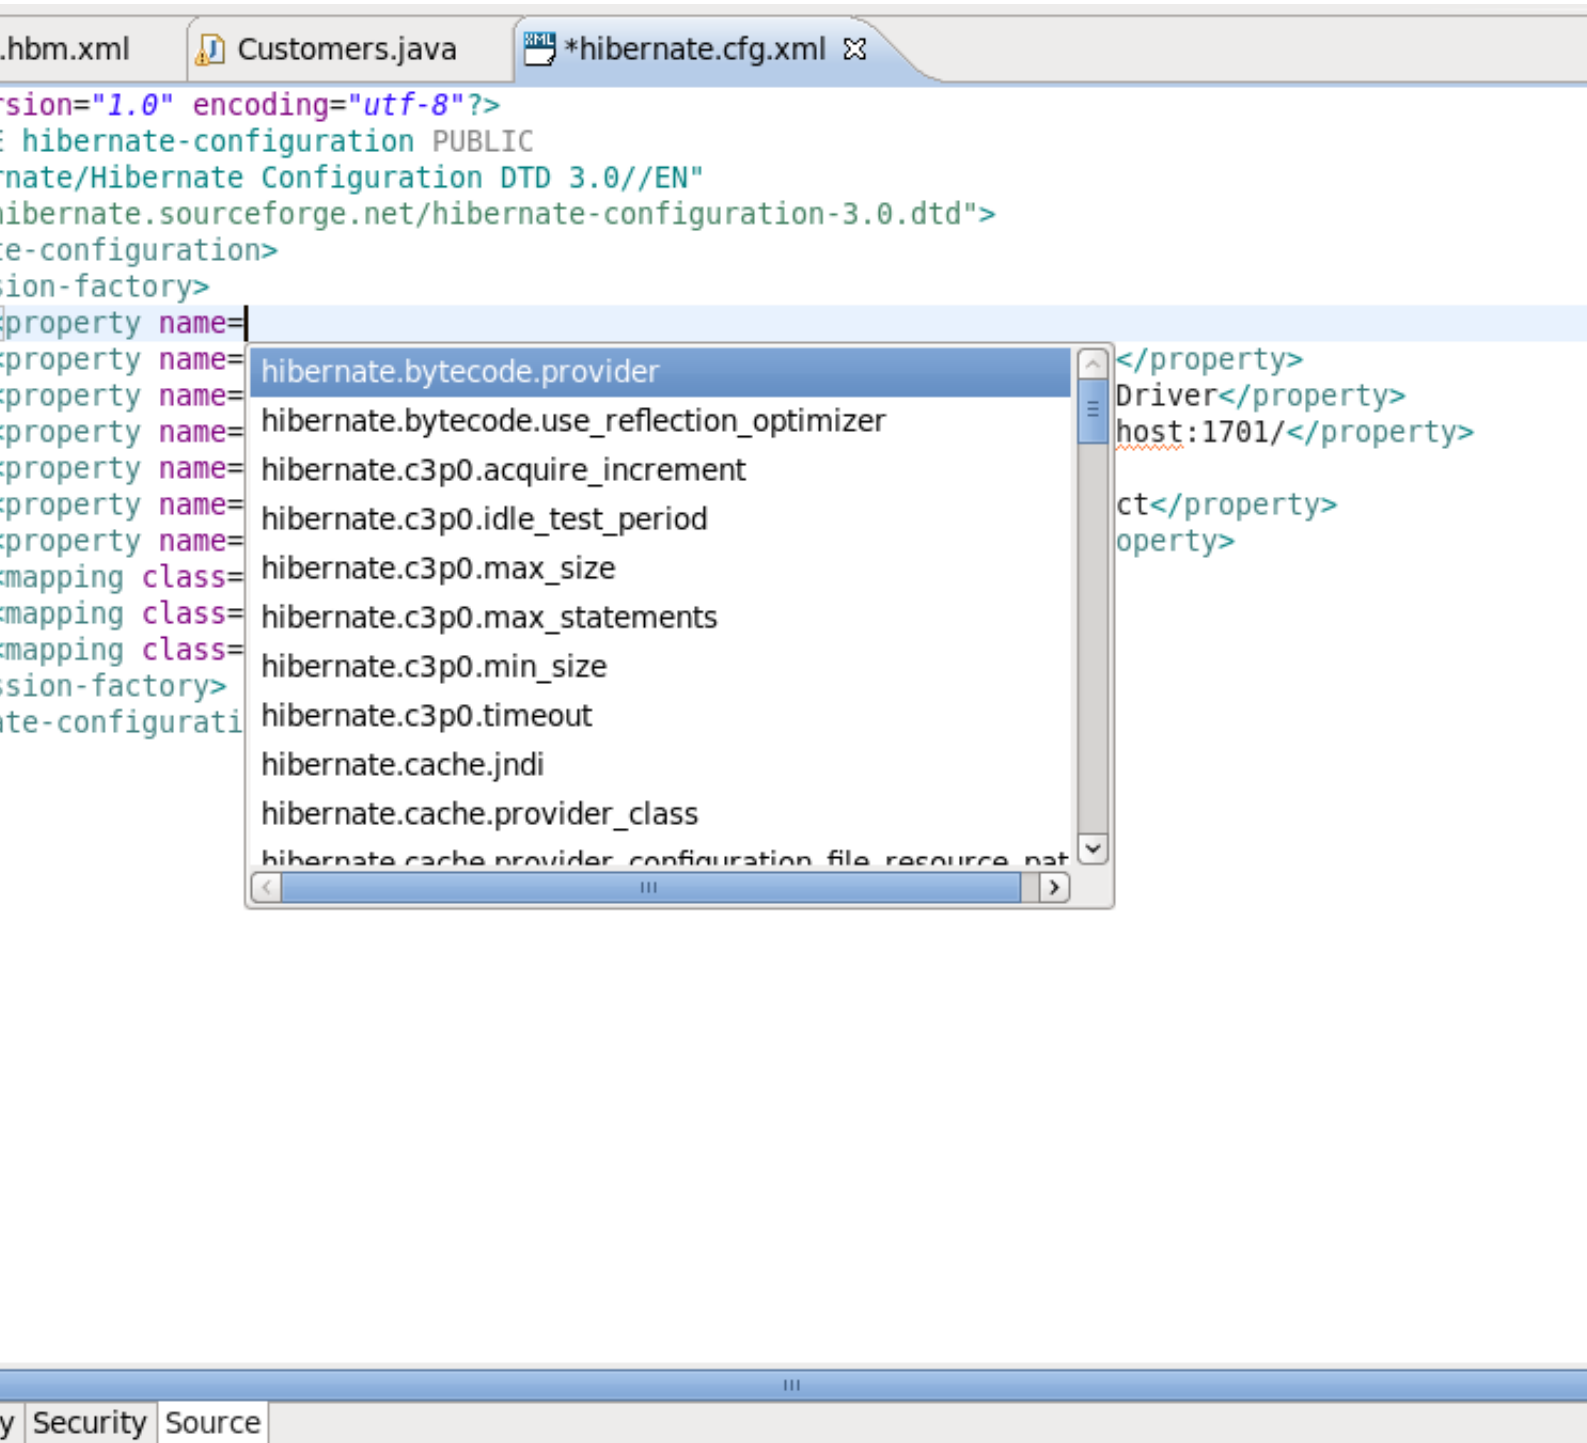 .hbm.xml Customers.java *hibernate.cfg.xml
rsion="1.0" encoding="utf-8"?>
E hibernate-configuration PUBLIC
rnate/Hibernate Configuration DTD 3.0//EN"
hibernate.sourceforge.net/hibernate-configuration-3.0.dtd">
te-configuration>
sion-factory>
<property name=
<property name= </property>
<property name= Driver</property>
<property name= host:1701/</property>
<property name=
<property name= ct</property>
<property name= operty>
<mapping class=
<mapping class=
<mapping class=
ssion-factory>
ate-configurati
hibernate.bytecode.provider
hibernate.bytecode.use_reflection_optimizer
hibernate.c3p0.acquire_increment
hibernate.c3p0.idle_test_period
hibernate.c3p0.max_size
hibernate.c3p0.max_statements
hibernate.c3p0.min_size
hibernate.c3p0.timeout
hibernate.cache.jndi
hibernate.cache.provider_class
hibernate.cache.provider_configuration_file_resource_pat
y Security Source